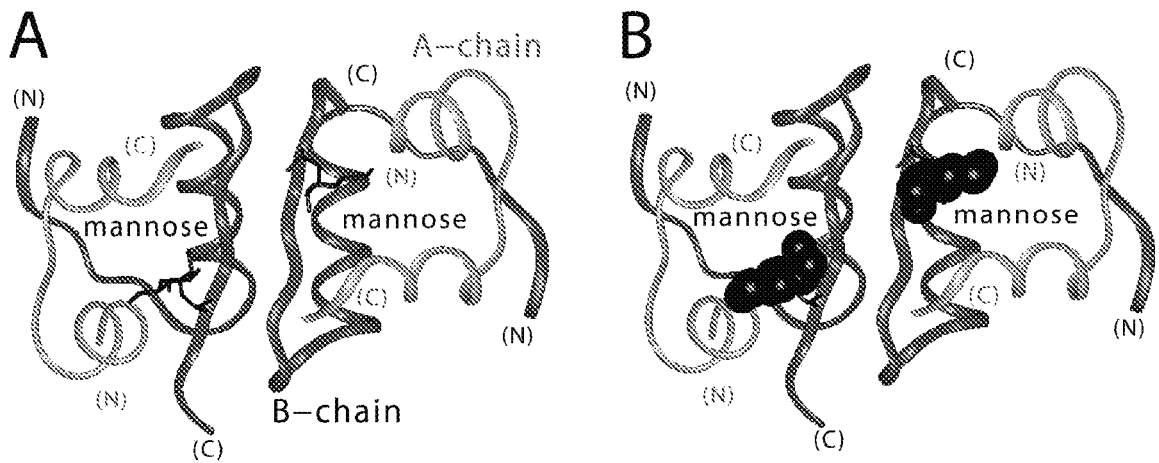 A
A–chain
(C)
(N)
(C)
(N)
mannose
mannose
(C)
(N)
(N)
B–chain
(C)
B
(C)
(N)
(C)
(N)
mannose
mannose
(C)
(N)
(N)
(C)